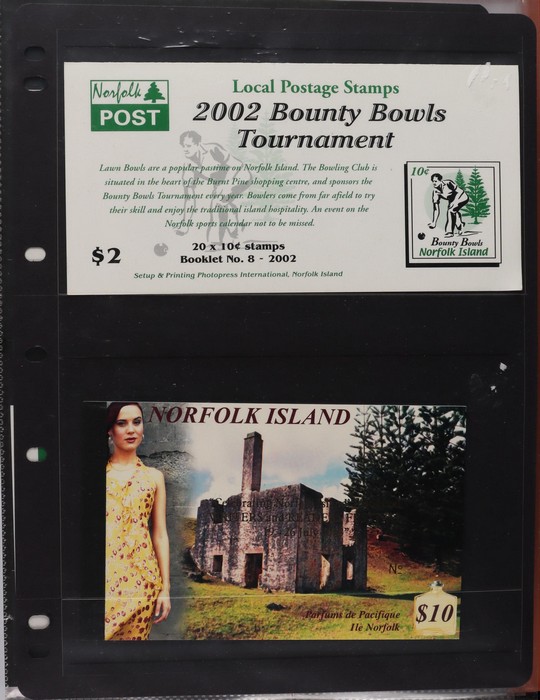 Norfolk
POST
Local Postage Stamps
2002 Bounty Bowls
Tournament
Lawn Bowls are a popular pastime on Norfolk Island. The Bowling Club is
situated in the heart of the Burnt Pine shopping centre, and sponsors the
Bounty Bowls Tournament every year. Bowlers come from far afield to try
their skill and enjoy the traditional island hospitality. An event on the
Norfolk sports calendar not to be missed.
$2
20 x 10¢ stamps
Booklet No. 8 - 2002
Setup & Printing Photopress International, Norfolk Island
10¢
Bounty Bowls
Norfolk Island
NORFOLK ISLAND
Parfums de Pacifique
Ile Norfolk
$10